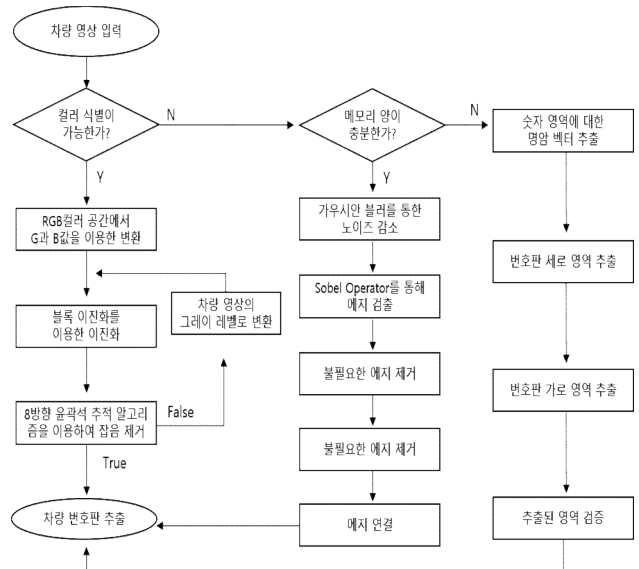 차량 영상 입력
컬러 식별이
가능한가?
N
Y
RGB컬러 공간에서
G과 B값을 이용한 변환
블록 이진화를
이용한 이진화
차량 영상의
그레이 레벨로 변환
8방향 윤곽석 추적 알고리
즘을 이용하여 잡음 제거
False
True
차량 번호판 추출
메모리 양이
충분한가?
N
Y
가우시안 블러를 통한
노이즈 감소
Sobel Operator를 통해
에지 검출
불필요한 에지 제거
불필요한 에지 제거
에지 연결
숫자 영역에 대한
명암 벡터 추출
번호판 세로 영역 추출
번호판 가로 영역 추출
추출된 영역 검증